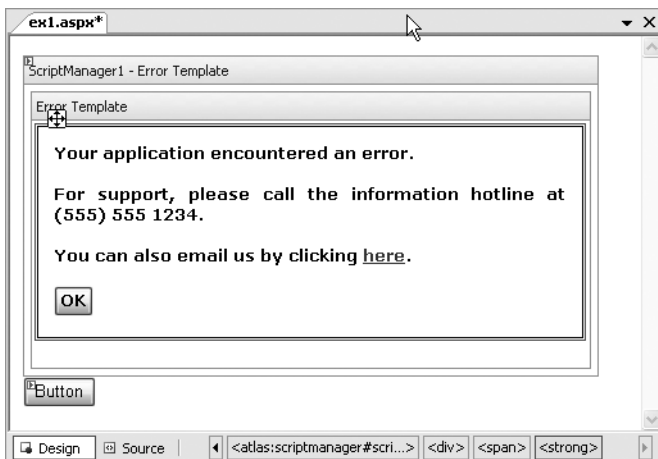 ex1.aspx*
ScriptManager1 - Error Template
Error Template
Your application encountered an error.
For support, please call the information hotline at
(555) 555 1234.
You can also email us by clicking here.
OK
Button
Design Source <atlas:scriptmanager#scri...> <div> <span> <strong>